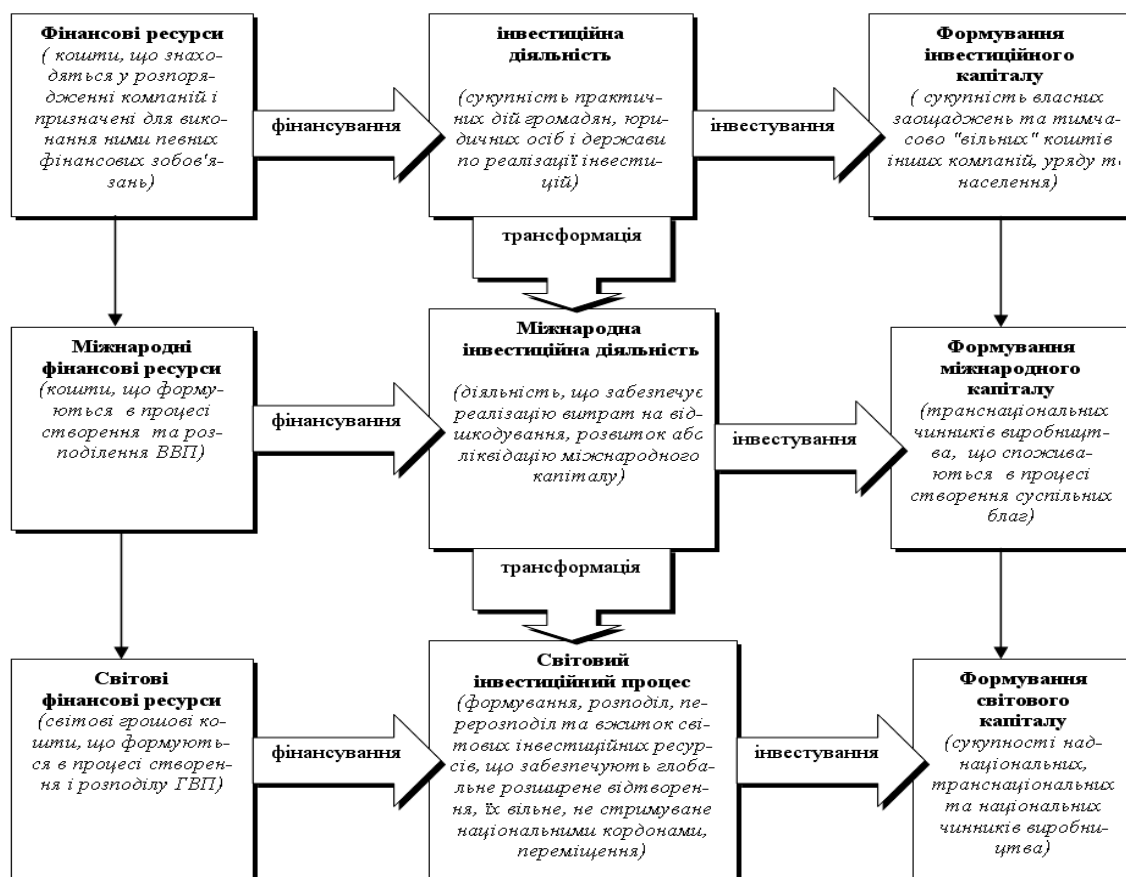 Фінансові ресурси
( кошти, що знахо-
дяться у розпоря-
дженні компаній і
призначені для вико-
нання ними певних
фінансових зобов'я-
зань)
фінансування
інвестиційна
діяльність
(сукупність практич-
них дій громадян, юри-
дичних осіб і держави
по реалізації інвести-
цій)
інвестування
Формування
інвестиційного
капіталу
( сукупність власних
заощаджень та тимча-
сово "вільних" коштів
інших компаній, уряду т
населення)
трансформація
Міжнародні
фінансові ресурси
(кошти, що форму-
ються в процесі
створення та роз-
поділення ВВП)
фінансування
Міжнародна
інвестиційна діяльність
(діяльність, що забезпечує
реалізацію витрат на від-
шкодування, розвиток або
ліквідацію міжнародного
капіталу)
інвестування
Формування
міжнародного
капіталу
(транснаціональних
чинників виробницт-
ва, що спожива-
ються в процесі
створення суспільних
благ)
трансформація
Світові
фінансові ресурси
(світові грошові ко-
шти, що формують-
ся в процесі створен-
ня і розподілу ГВП)
фінансування
Світовий
інвестиційний процес
(формування, розподіл, пе-
рерозподіл та вжиток сві-
тових інвестиційних ресур-
сів, що забезпечують глоба-
льне розширене відтворен-
ня, їх вільне, не стримуване
національними кордонами,
переміщення)
інвестування
Формування
світового
капіталу
(сукупності над-
національних,
транснаціональних
та національних
чинників виробни-
цтва)